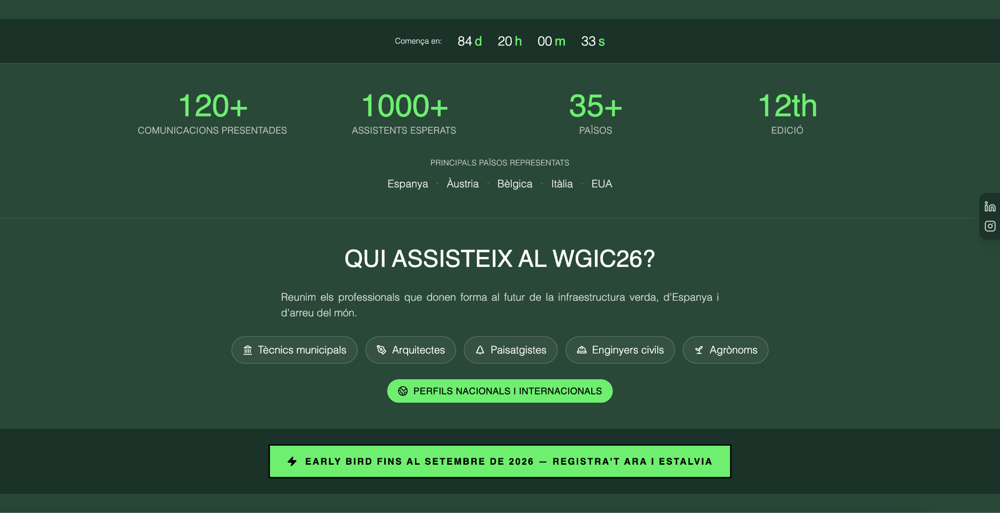 Comença en: 84 d 20 h 00 m 33 s
120+ 1000+ 35+ 12th
COMUNICACIONS PRESENTADES ASSISTENTS ESPERATS PAÏSOS EDICIÓ
PRINCIPALS PAÏSOS REPRESENTATS
Espanya · Àustria · Bèlgica · Itàlia · EUA
in
QUI ASSISTEIX AL WGIC26?
Reunim els professionals que donen forma al futur de la infraestructura verda, d'Espanya i
d'arreu del món.
Tècnics municipals Arquitectes Paisatgistes Enginyers civils Agrònoms
PERFILS NACIONALS I INTERNACIONALS
EARLY BIRD FINS AL SETEMBRE DE 2026 — REGISTRA'T ARA I ESTALVIA